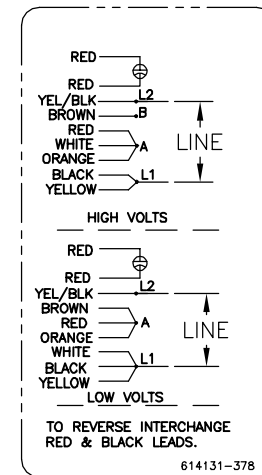 RED
RED
YEL/BLK L2
BROWN B
RED
WHITE A LINE
ORANGE
BLACK L1
YELLOW
HIGH VOLTS
RED
RED
YEL/BLK L2
BROWN
RED A LINE
ORANGE
WHITE
BLACK L1
YELLOW
LOW VOLTS
TO REVERSE INTERCHANGE
RED & BLACK LEADS.
614131-378